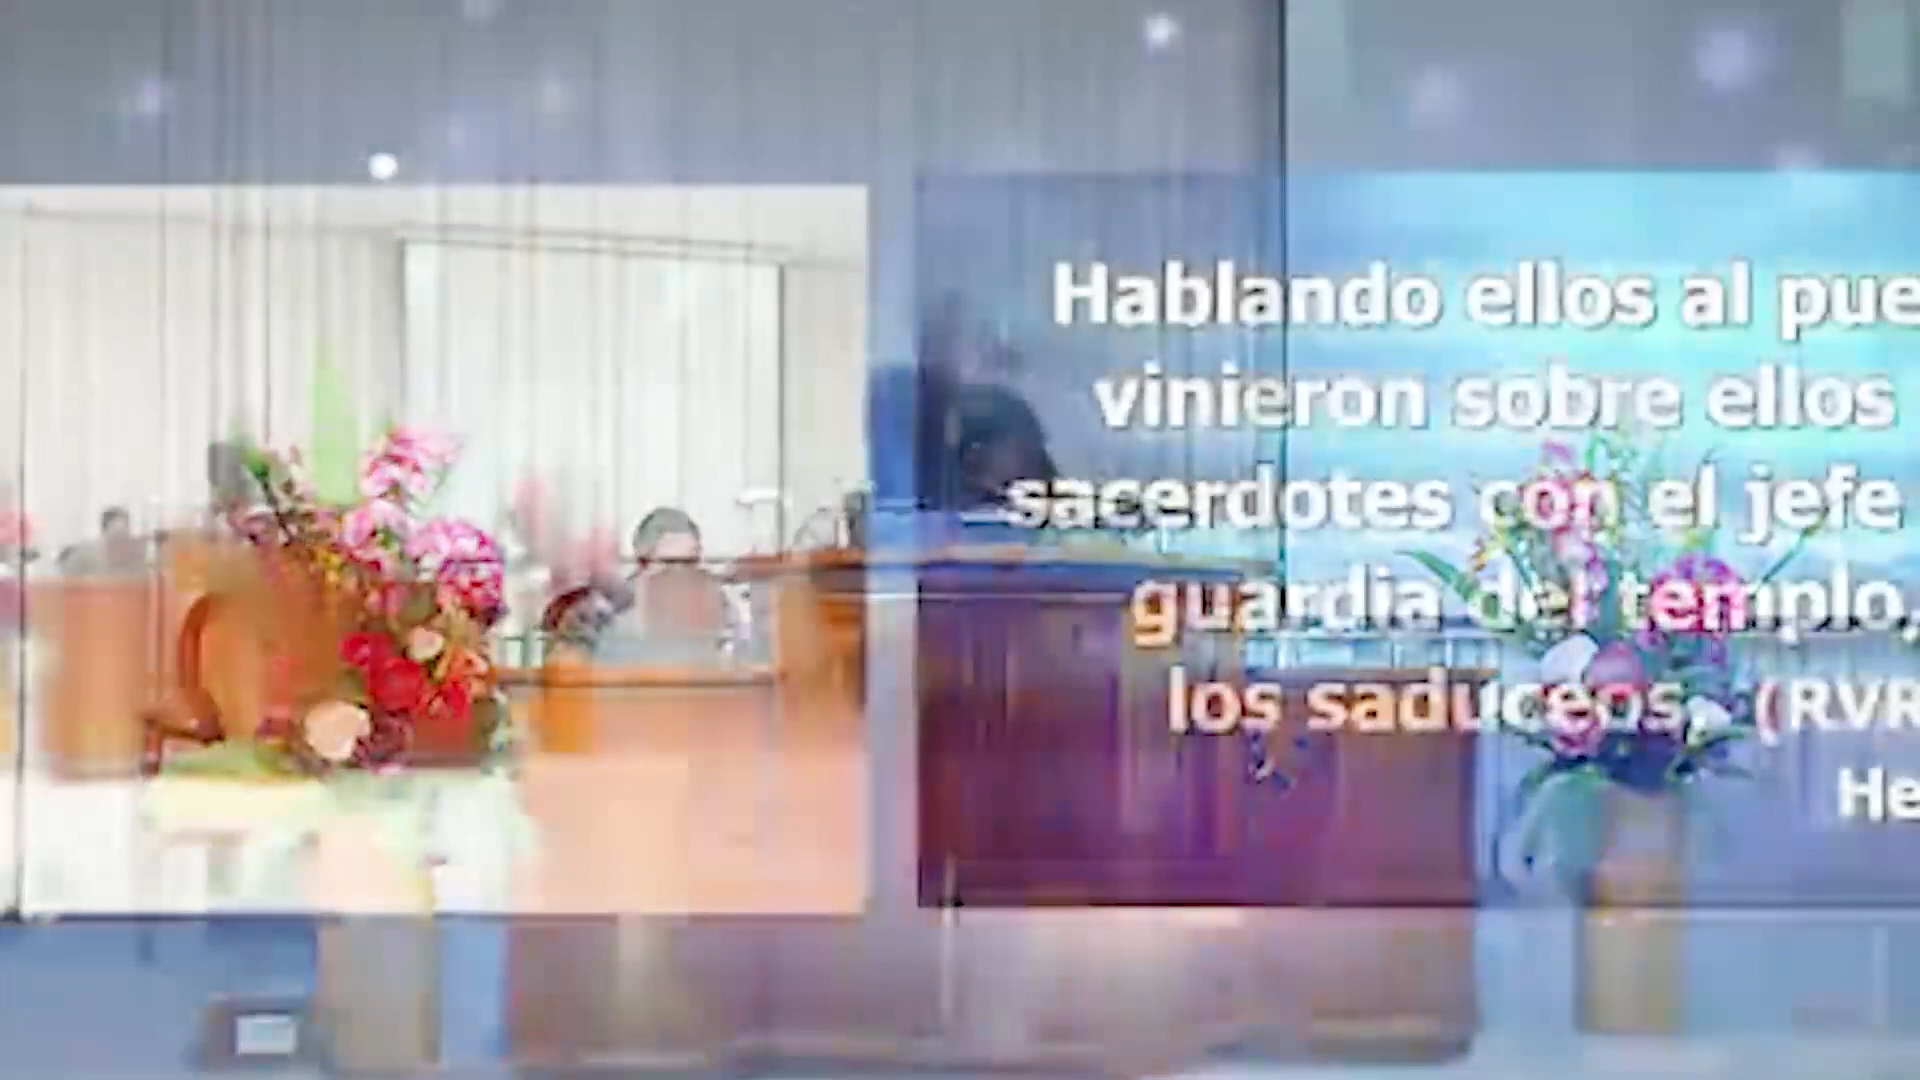 Hablando ellos al pue
vinieron sobre ellos
sacerdotes con el jefe
guardia del templo,
los saduceos. (RVR
He